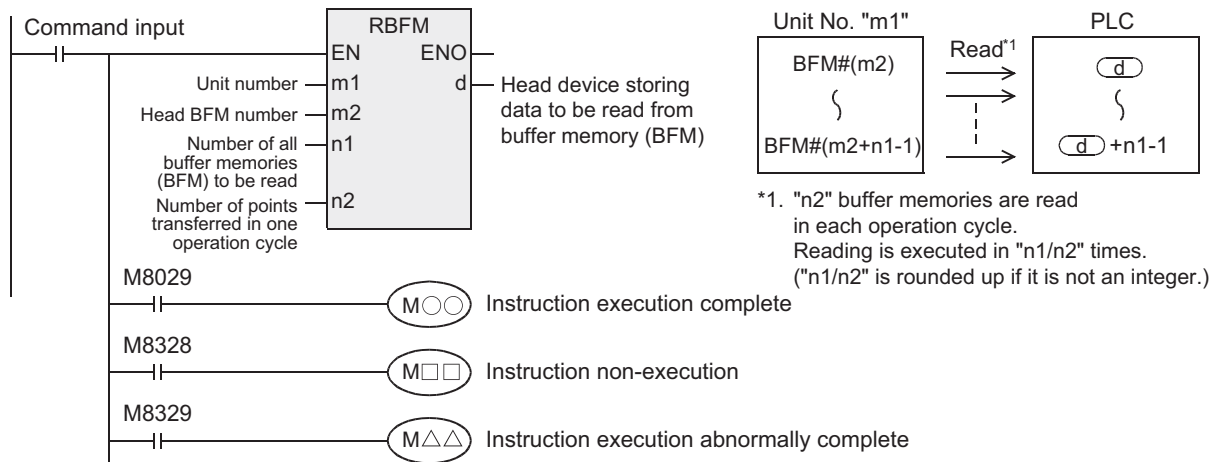 Command input
RBFM
EN ENO
Unit number m1 d Head device storing
data to be read from
buffer memory (BFM)
Head BFM number m2
Number of all n1
buffer memories
(BFM) to be read
Number of points n2
transferred in one
operation cycle
M8029
M○○ Instruction execution complete
M8328
M□□ Instruction non-execution
M8329
M△△ Instruction execution abnormally complete
Unit No. "m1" PLC
Read*1
BFM#(m2) d
BFM#(m2+n1-1) d +n1-1
*1. "n2" buffer memories are read
in each operation cycle.
Reading is executed in "n1/n2" times.
("n1/n2" is rounded up if it is not an integer.)